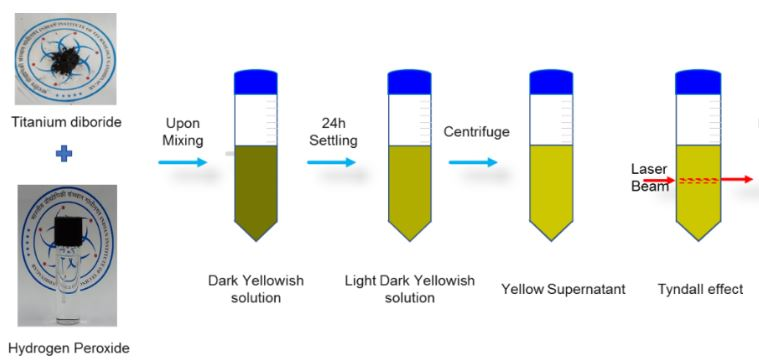 Titanium diboride
Hydrogen Peroxide
Upon
Mixing
24h
Settling
Centrifuge
Laser
Beam
Dark Yellowish
solution
Light Dark Yellowish
solution
Yellow Supernatant
Tyndall effect